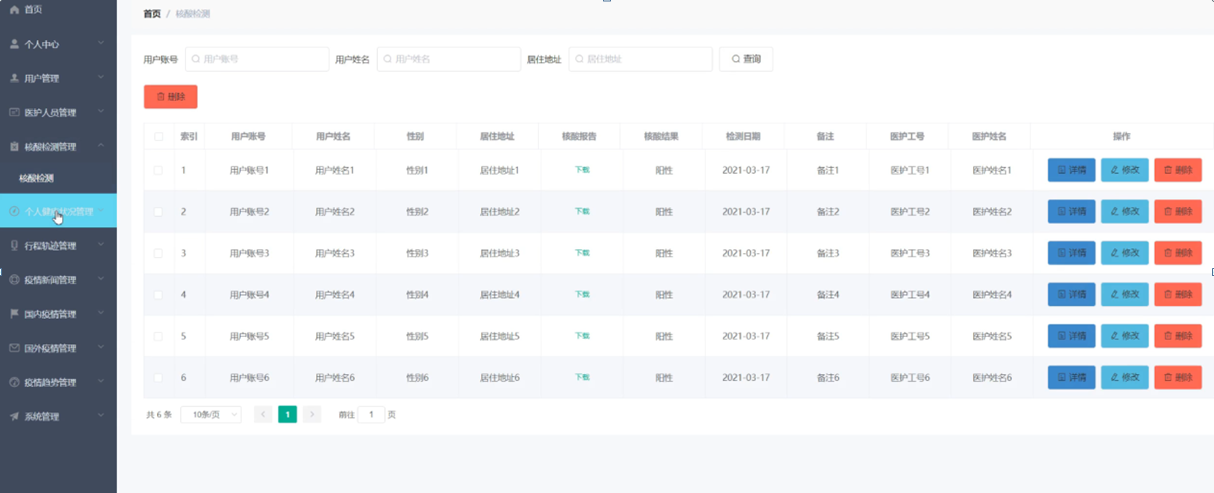 首页
个人中心
用户管理
医护人员管理
核酸检测管理
核酸检测
个人健康状况管理
行程轨迹管理
疫情新闻管理
国内疫情管理
国外疫情管理
疫情趋势管理
系统管理
首页 / 核酸检测
用户账号 用户账号 用户姓名 用户姓名 居住地址 居住地址 查询
删除
索引 用户账号 用户姓名 性别 居住地址 核酸报告 核酸结果 检测日期 备注 医护工号 医护姓名 操作
1 用户账号1 用户姓名1 性别1 居住地址1 下载 阳性 2021-03-17 备注1 医护工号1 医护姓名1 详情 修改 删除
2 用户账号2 用户姓名2 性别2 居住地址2 下载 阳性 2021-03-17 备注2 医护工号2 医护姓名2 详情 修改 删除
3 用户账号3 用户姓名3 性别3 居住地址3 下载 阳性 2021-03-17 备注3 医护工号3 医护姓名3 详情 修改 删除
4 用户账号4 用户姓名4 性别4 居住地址4 下载 阳性 2021-03-17 备注4 医护工号4 医护姓名4 详情 修改 删除
5 用户账号5 用户姓名5 性别5 居住地址5 下载 阳性 2021-03-17 备注5 医护工号5 医护姓名5 详情 修改 删除
6 用户账号6 用户姓名6 性别6 居住地址6 下载 阳性 2021-03-17 备注6 医护工号6 医护姓名6 详情 修改 删除
共 6 条 10条/页 1 前往 1 页